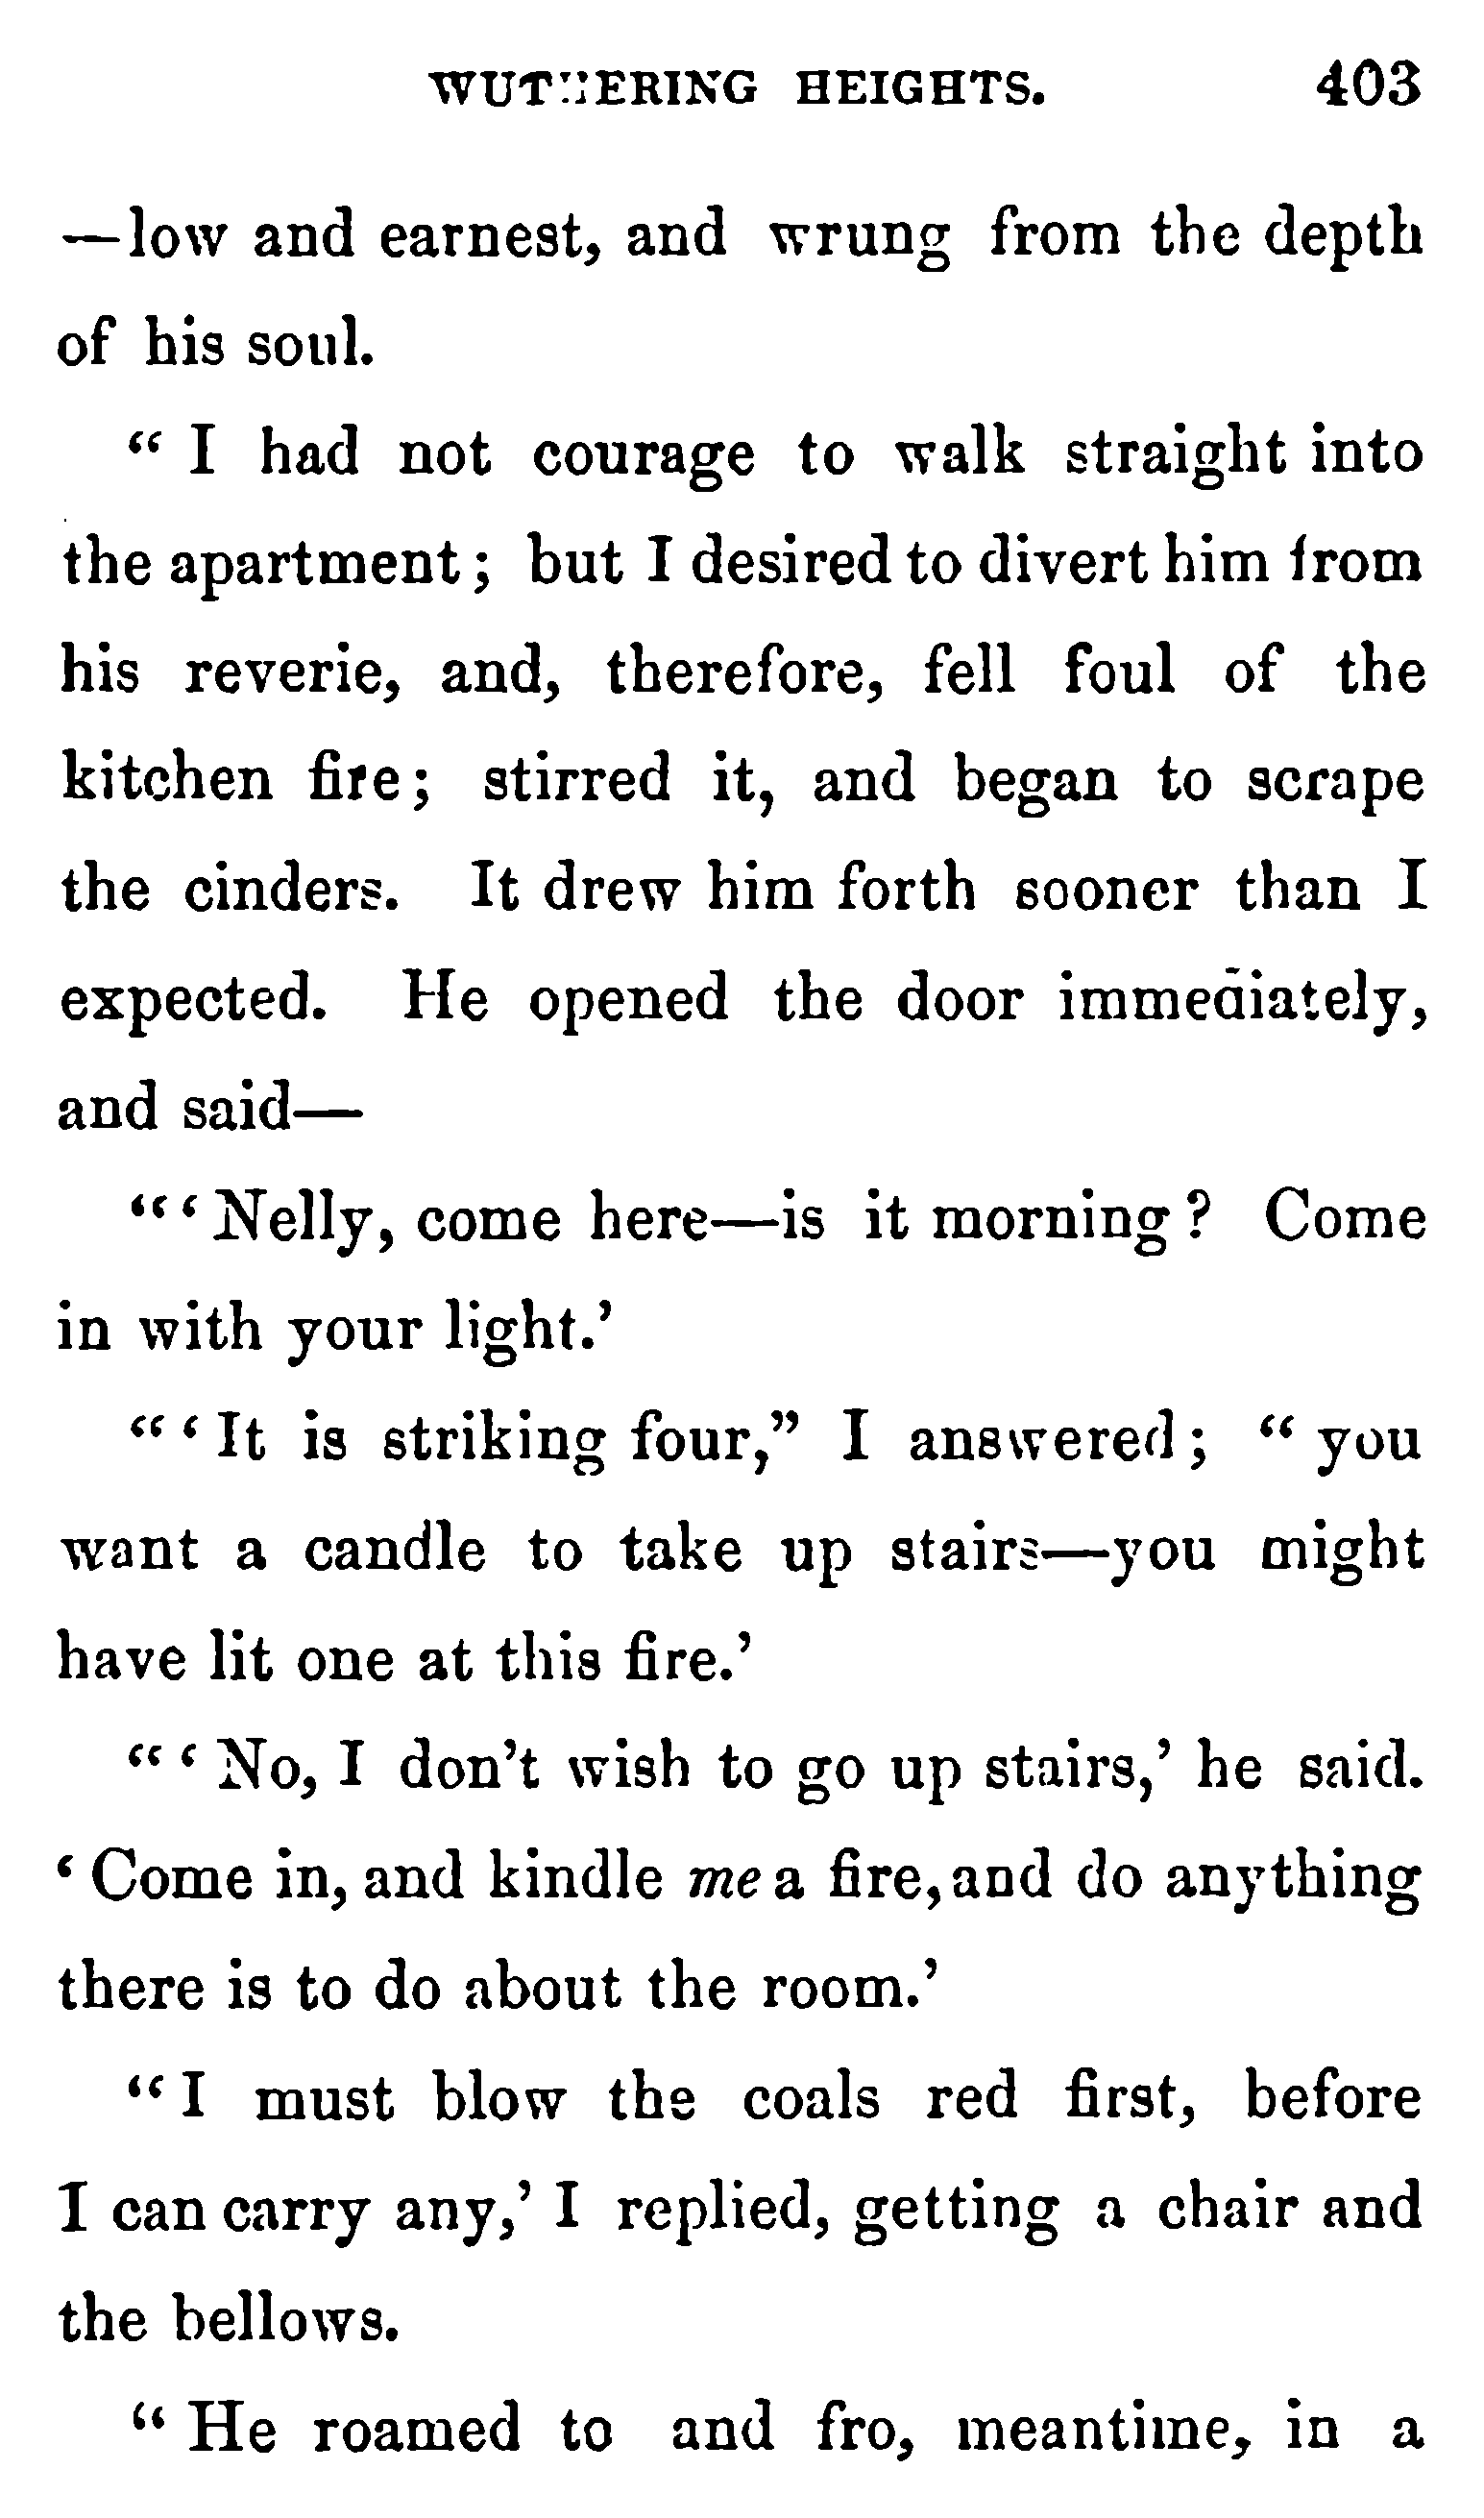 WUTHERING HEIGHTS. 403
—low and earnest, and wrung from the depth
of his soul.
“ I had not courage to walk straight into
the apartment; but I desired to divert him from
his reverie, and, therefore, fell foul of the
kitchen fire; stirred it, and began to scrape
the cinders. It drew him forth sooner than I
expected. He opened the door immediately,
and said—
“‘ Nelly, come here—is it morning? Come
in with your light.’
“‘ It is striking four,” I answered; “ you
want a candle to take up stairs—you might
have lit one at this fire.’
“‘ No, I don’t wish to go up stairs,’ he said.
‘ Come in, and kindle me a fire, and do anything
there is to do about the room.’
“ I must blow the coals red first, before
I can carry any,’ I replied, getting a chair and
the bellows.
“ He roamed to and fro, meantime, in a